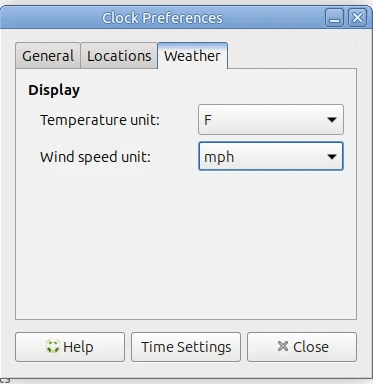 Clock Preferences
General Locations Weather
Display
Temperature unit: F
Wind speed unit: mph
Help Time Settings Close